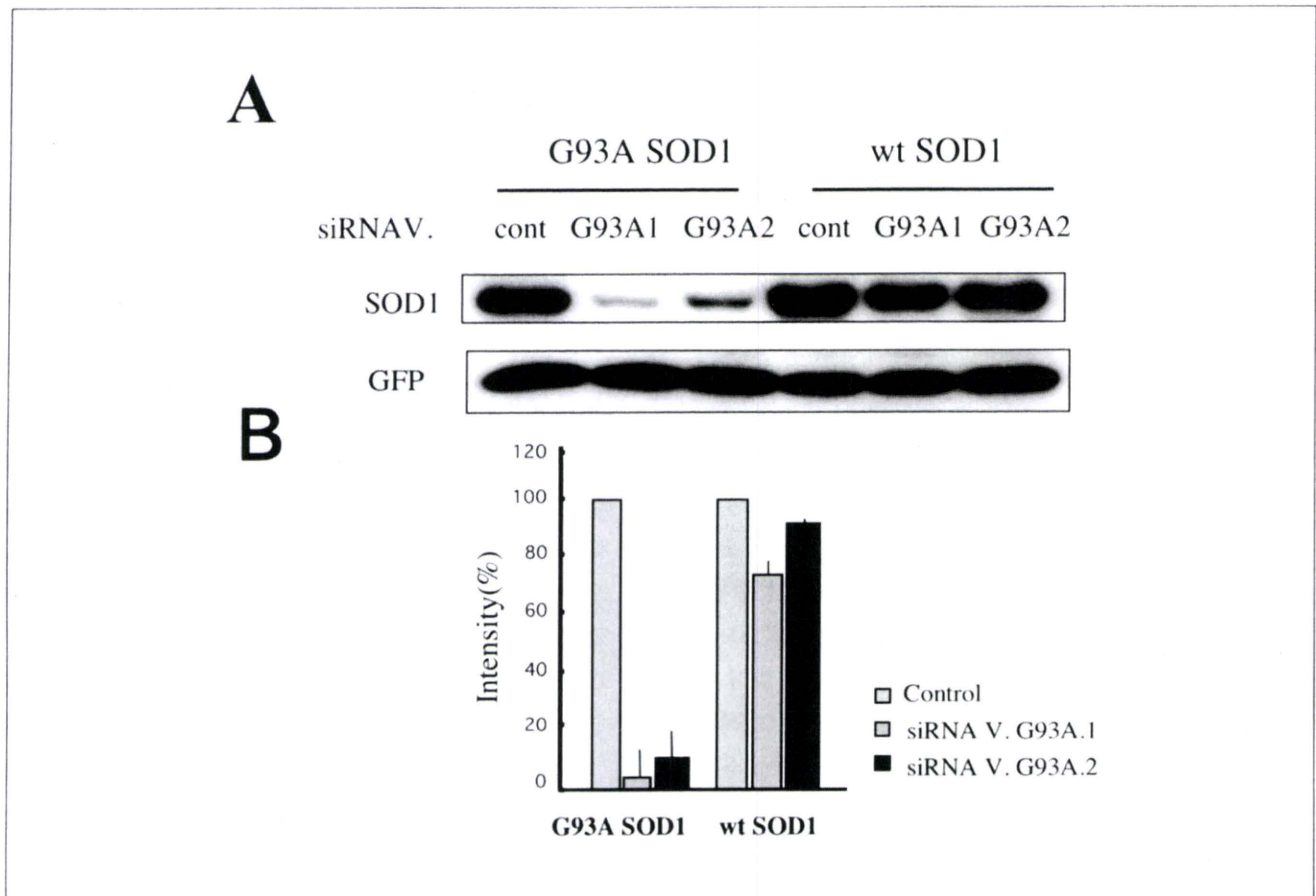 A
G93A SOD1 wt SOD1
siRNAV. cont G93A1 G93A2 cont G93A1 G93A2
SOD1
GFP
B
120
100
80
60
40
20
0
Intensity(%)
Control
siRNA V. G93A.1
siRNA V. G93A.2
G93A SOD1 wt SOD1